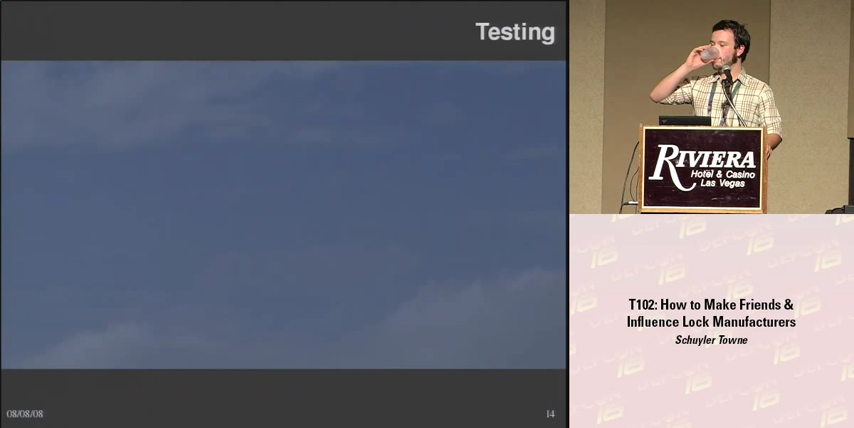 Testing
08/08/08
14
RIVIERA
Hotel & Casino
Las Vegas
T102: How to Make Friends &
Influence Lock Manufacturers
Schuyler Towne